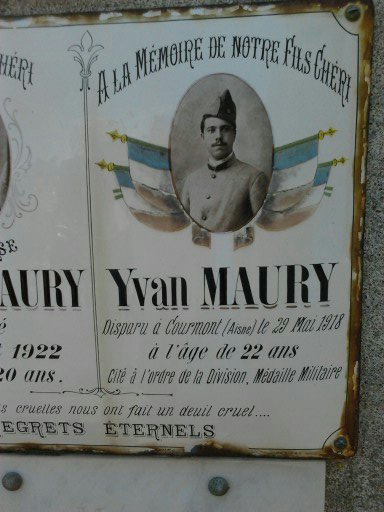 CHÉRI
A LA MÉMOIRE DE NOTRE FILS CHÉRI
SE
AURY
Yvan MAURY
é
Disparu à Courmont (Aisne) le 29 Mai 1918
1922
à l'âge de 22 ans
20 ans.
Cité à l'ordre de la Division, Médaille Militaire
s cruelles nous ont fait un deuil cruel....
REGRETS ÉTERNELS